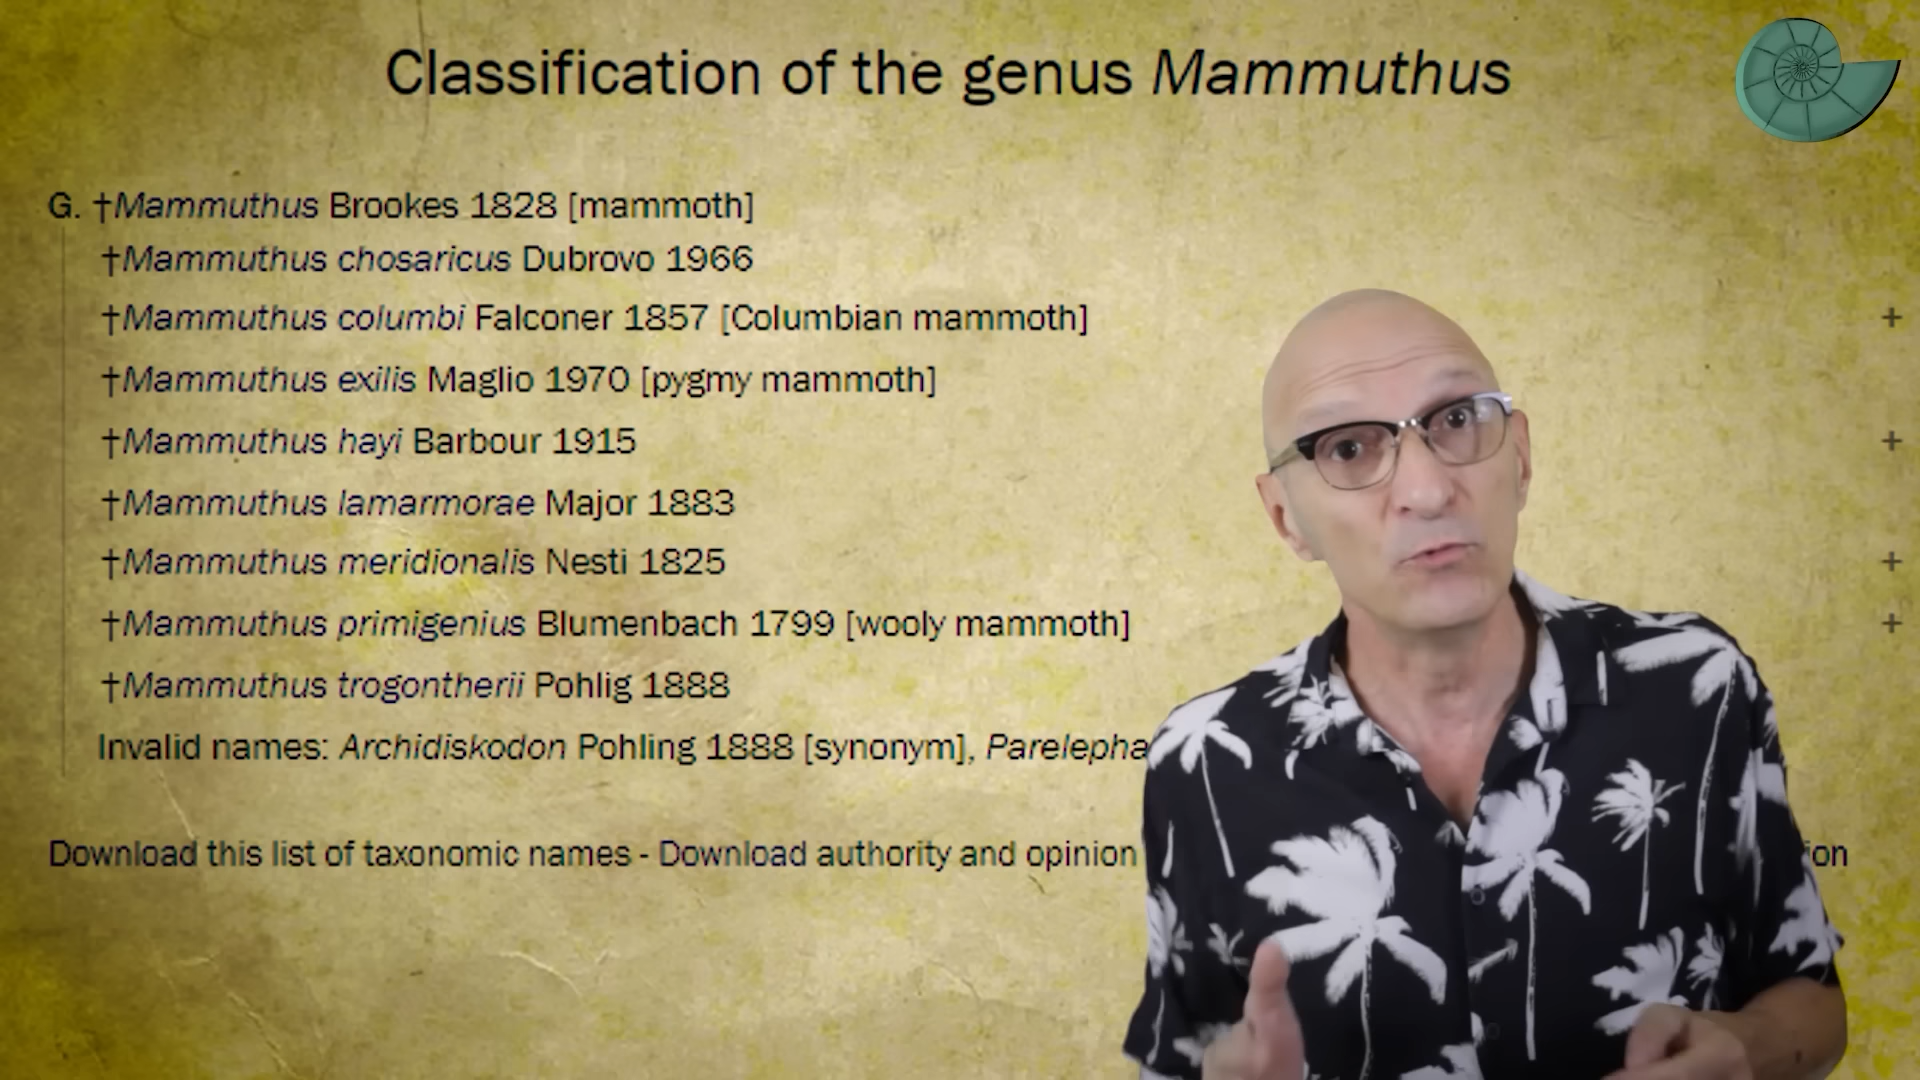 Classification of the genus Mammuthus
G. †Mammuthus Brookes 1828 [mammoth]
†Mammuthus chosaricus Dubrovo 1966
†Mammuthus columbi Falconer 1857 [Columbian mammoth] +
†Mammuthus exilis Maglio 1970 [pygmy mammoth]
†Mammuthus hayi Barbour 1915 +
†Mammuthus lamarmorae Major 1883
†Mammuthus meridionalis Nesti 1825 +
†Mammuthus primigenius Blumenbach 1799 [wooly mammoth] +
†Mammuthus trogontherii Pohlig 1888
Invalid names: Archidiskodon Pohling 1888 [synonym], Parelepha
Download this list of taxonomic names - Download authority and opinion ion